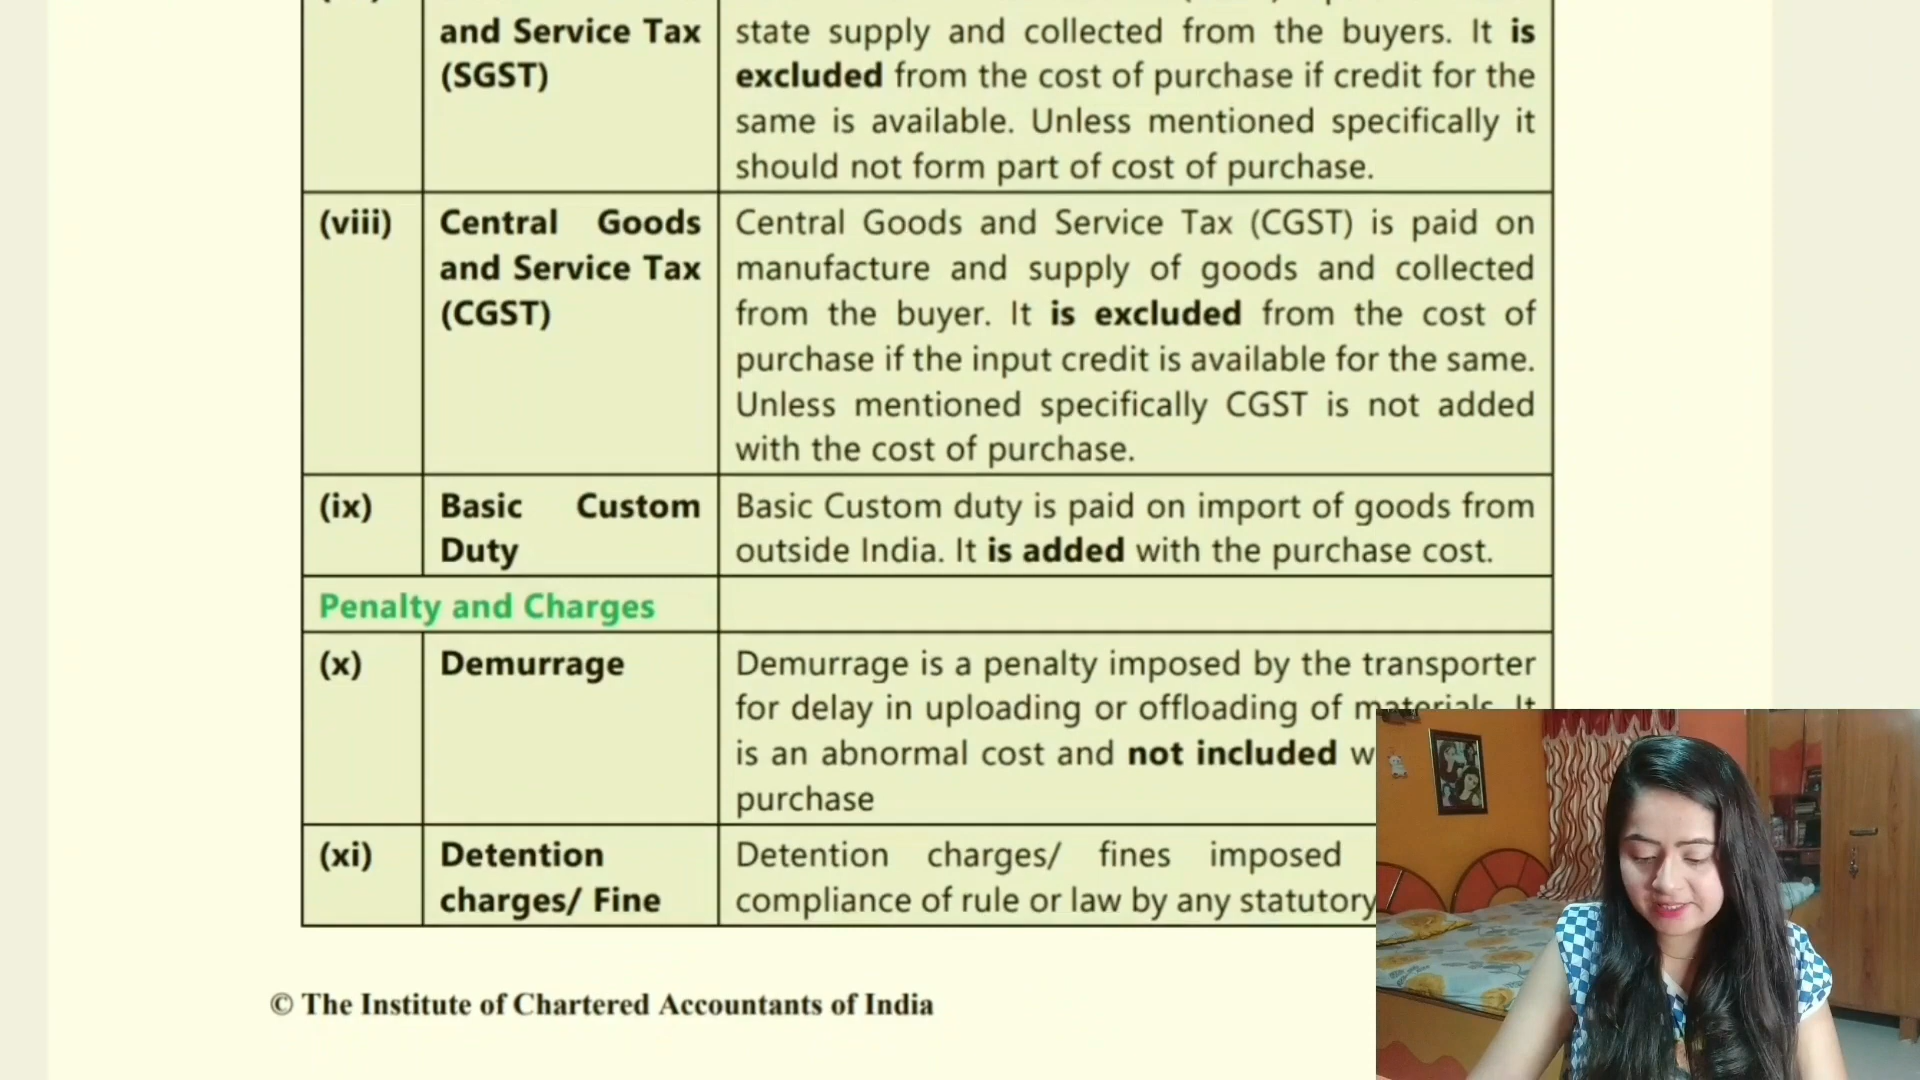 and Service Tax
(SGST)
state supply and collected from the buyers. It is
excluded from the cost of purchase if credit for the
same is available. Unless mentioned specifically it
should not form part of cost of purchase.
(viii)
Central Goods
and Service Tax
(CGST)
Central Goods and Service Tax (CGST) is paid on
manufacture and supply of goods and collected
from the buyer. It is excluded from the cost of
purchase if the input credit is available for the same.
Unless mentioned specifically CGST is not added
with the cost of purchase.
(ix)
Basic Custom
Duty
Basic Custom duty is paid on import of goods from
outside India. It is added with the purchase cost.
Penalty and Charges
(x)
Demurrage
Demurrage is a penalty imposed by the transporter
for delay in uploading or offloading of materials. It
is an abnormal cost and not included
purchase
(xi)
Detention
charges/ Fine
Detention charges/ fines imposed
compliance of rule or law by any statutory
© The Institute of Chartered Accountants of India